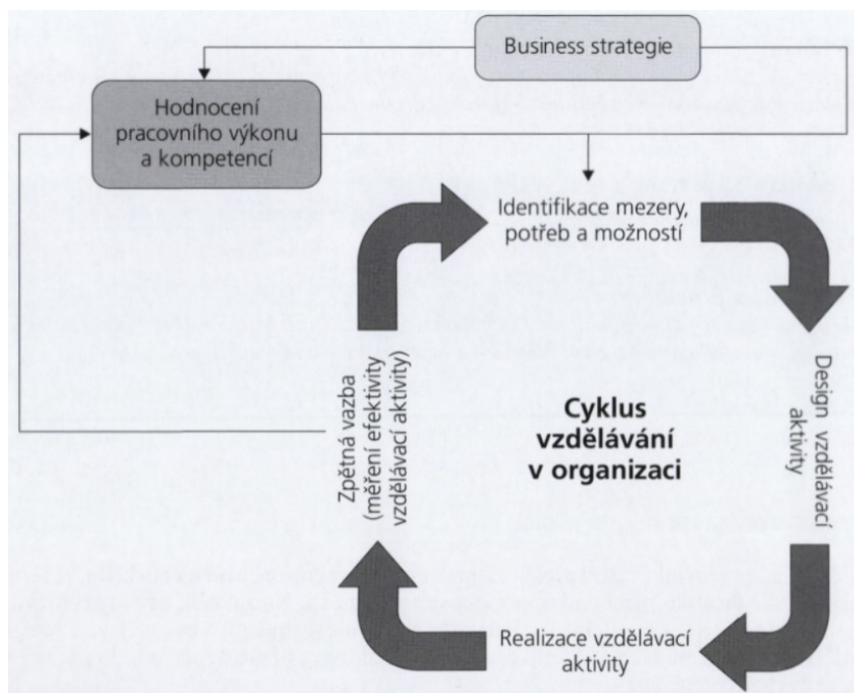 Business strategie
Hodnocení
pracovního výkonu
a kompetencí
Identifikace mezery,
potřeb a možností
Design vzdělávací
aktivity
Cyklus
vzdělávání
v organizaci
Zpětná vazba
(měření efektivity
vzdělávací aktivity)
Realizace vzdělávací
aktivity